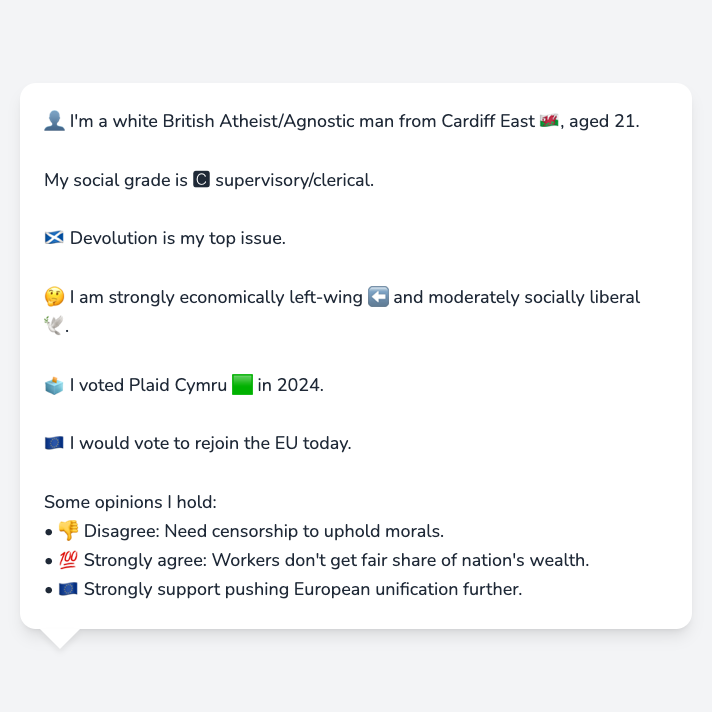 👤 I'm a white British Atheist/Agnostic man from Cardiff East 🏴󠁧󠁢󠁷󠁬󠁳󠁿, aged 21.
My social grade is 🅲 supervisory/clerical.
🏴󠁧󠁢󠁳󠁣󠁴󠁿 Devolution is my top issue.
🤔 I am strongly economically left-wing ⬅️ and moderately socially liberal
🕊️.
🗳️ I voted Plaid Cymru 🟩 in 2024.
🇪🇺 I would vote to rejoin the EU today.
Some opinions I hold:
• 👎 Disagree: Need censorship to uphold morals.
• 💯 Strongly agree: Workers don't get fair share of nation's wealth.
• 🇪🇺 Strongly support pushing European unification further.